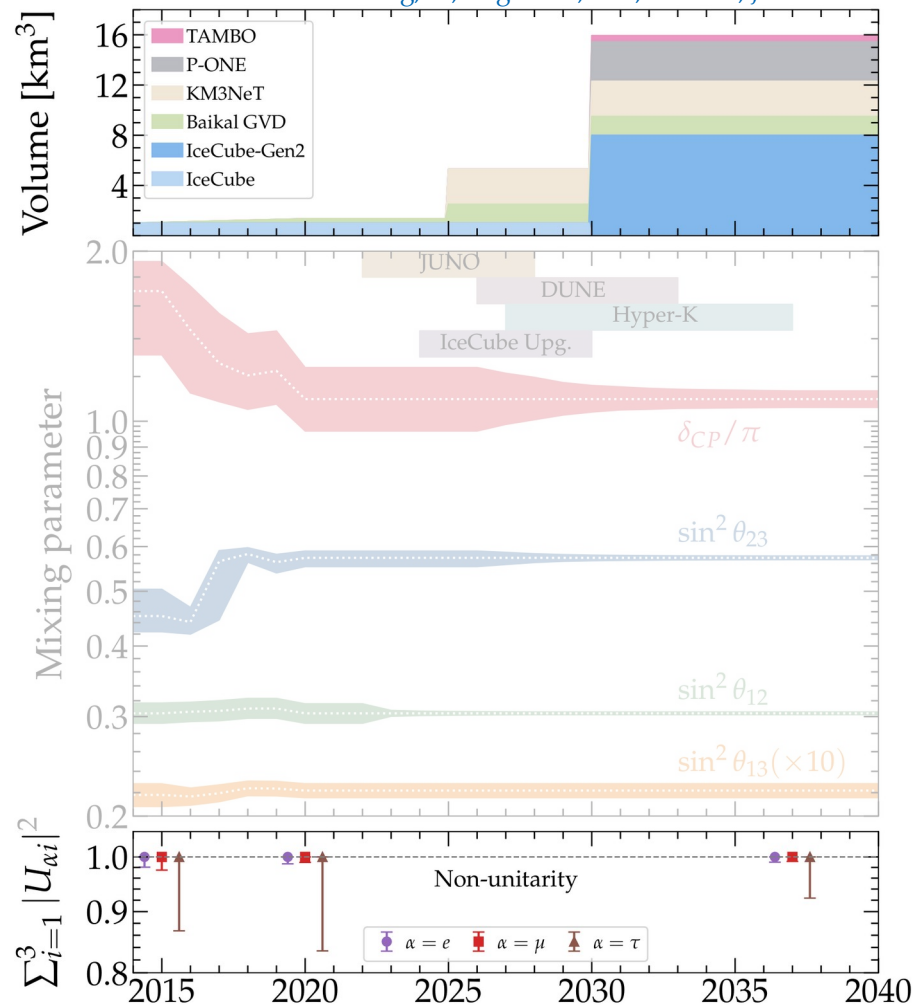 Volume [km³]
16
12
8
4
TAMBO
P-ONE
KM3NeT
Baikal GVD
IceCube-Gen2
IceCube
Mixing parameter
2.0
1.0
0.9
0.8
0.7
0.6
0.5
0.4
0.3
0.2
JUNO
DUNE
Hyper-K
IceCube Upg.
δ_CP/π
sin² θ₂₃
sin² θ₁₂
sin² θ₁₃(×10)
∑³ᵢ₌₁ |U_αi|²
1.0
0.9
0.8
Non-unitarity
α = e
α = μ
α = τ
2015 2020 2025 2030 2035 2040